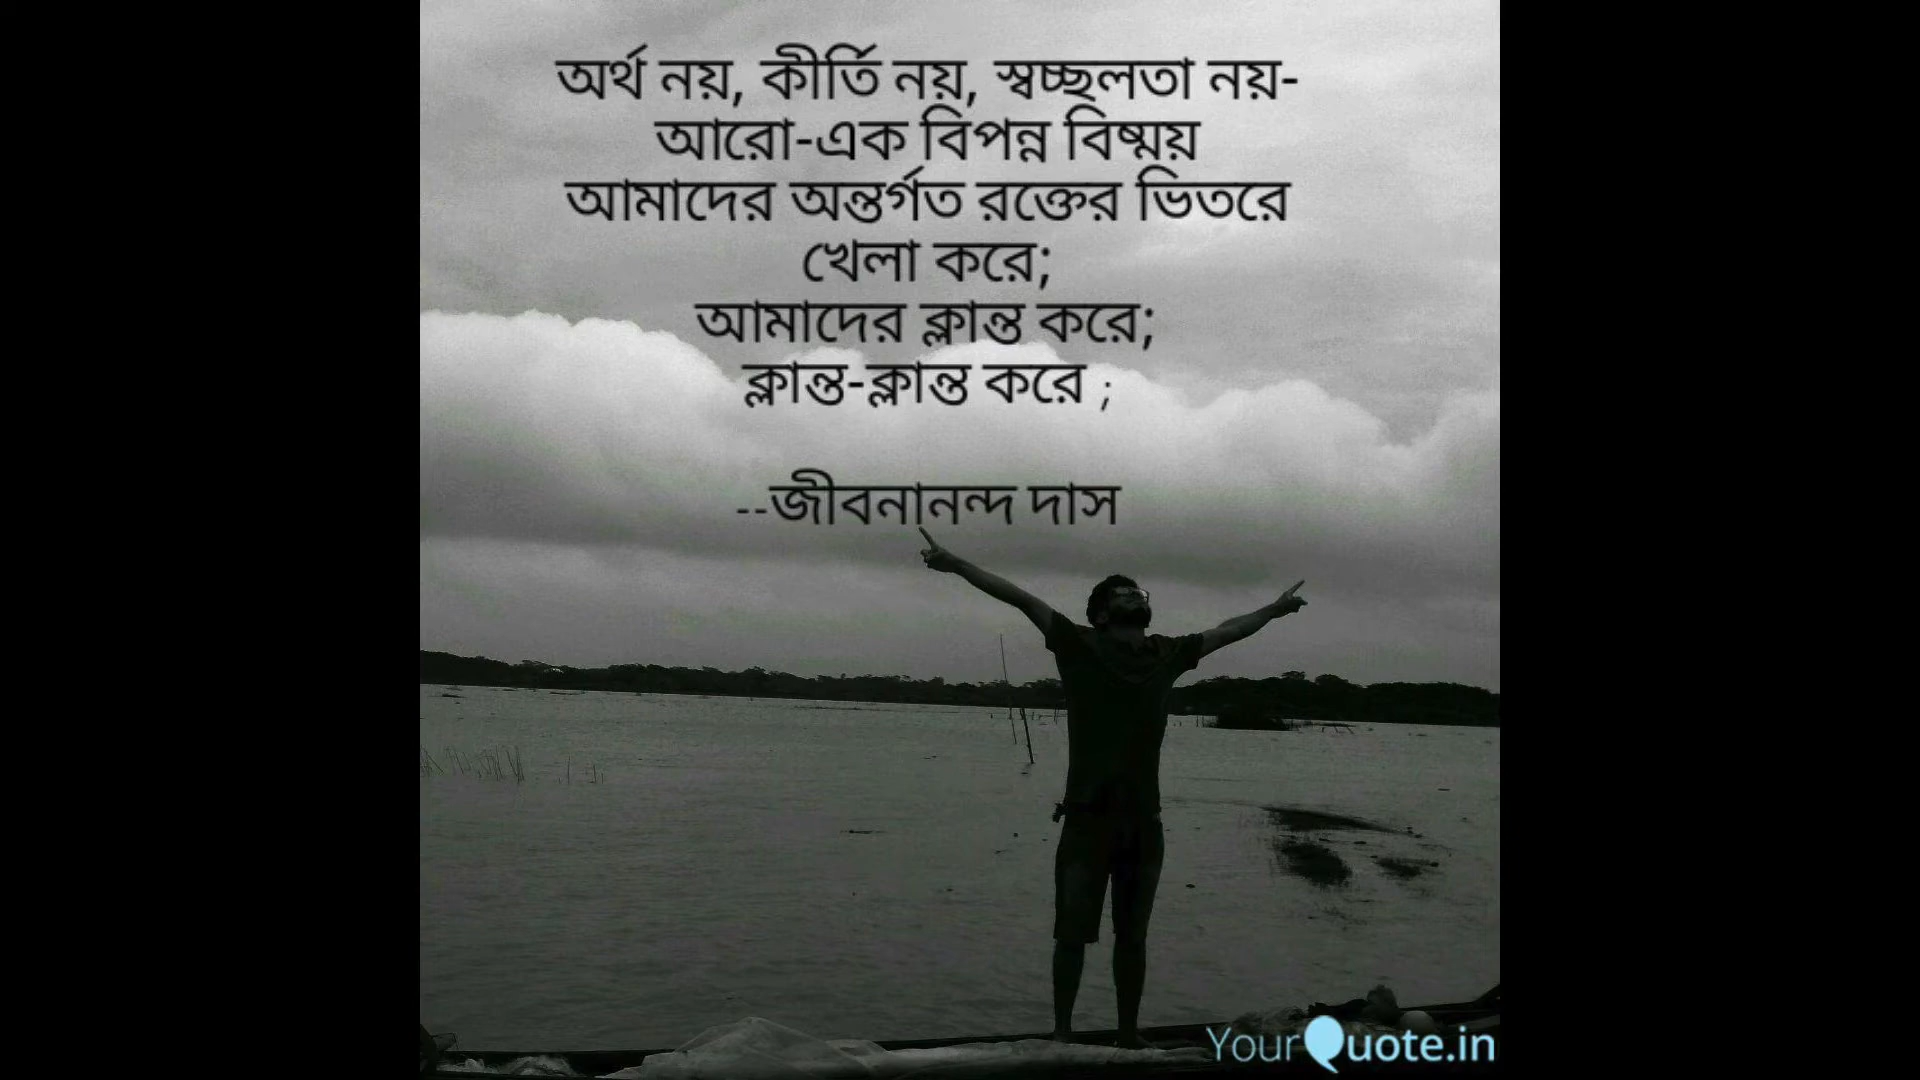 অর্থ নয়, কীর্তি নয়, স্বচ্ছলতা নয়-
আরো-এক বিপন্ন বিষ্ময়
আমাদের অন্তর্গত রক্তের ভিতরে
খেলা করে;
আমাদের ক্লান্ত করে;
ক্লান্ত-ক্লান্ত করে ;
--জীবনানন্দ দাস
YourQuote.in